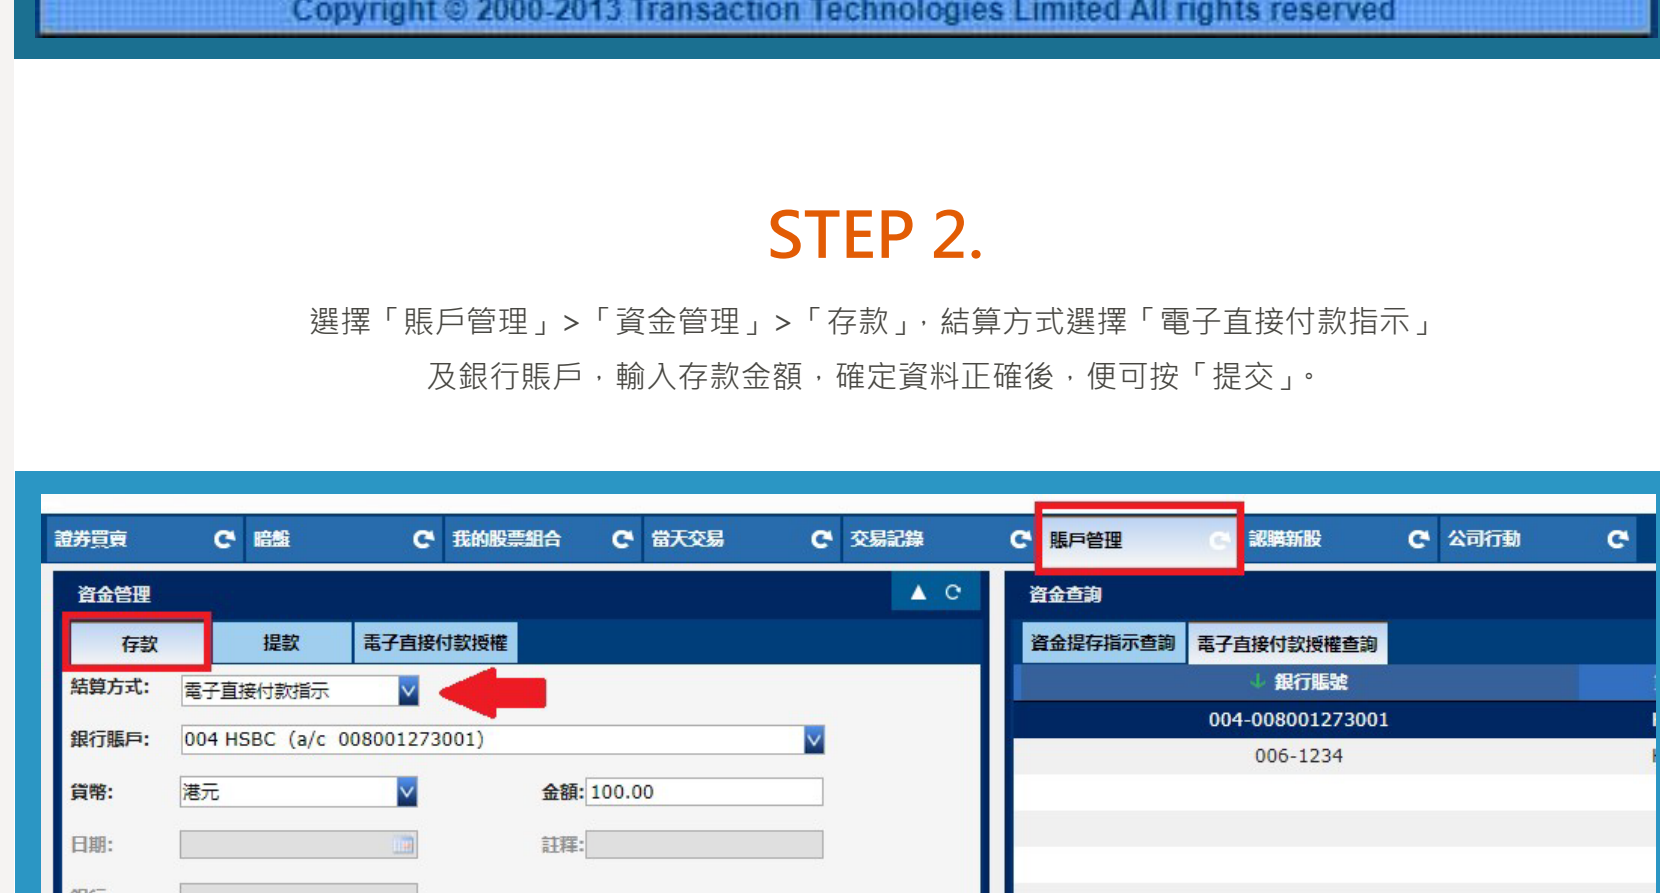 Copyright © 2000-2013 Transaction Technologies Limited All rights reserved
STEP 2.
選擇「賬戶管理」>「資金管理」>「存款」，結算方式選擇「電子直接付款指示」
及銀行賬戶，輸入存款金額，確定資料正確後，便可按「提交」。
證券買賣 暗盤 我的股票組合 當天交易 交易記錄 賬戶管理 認購新股 公司行動
資金管理 資金查詢
存款 提款 電子直接付款授權 資金提存指示查詢 電子直接付款授權查詢
結算方式: 電子直接付款指示 銀行賬號
004-008001273001
銀行賬戶: 004 HSBC (a/c 008001273001)
006-1234
貨幣: 港元 金額: 100.00
日期: 註釋: